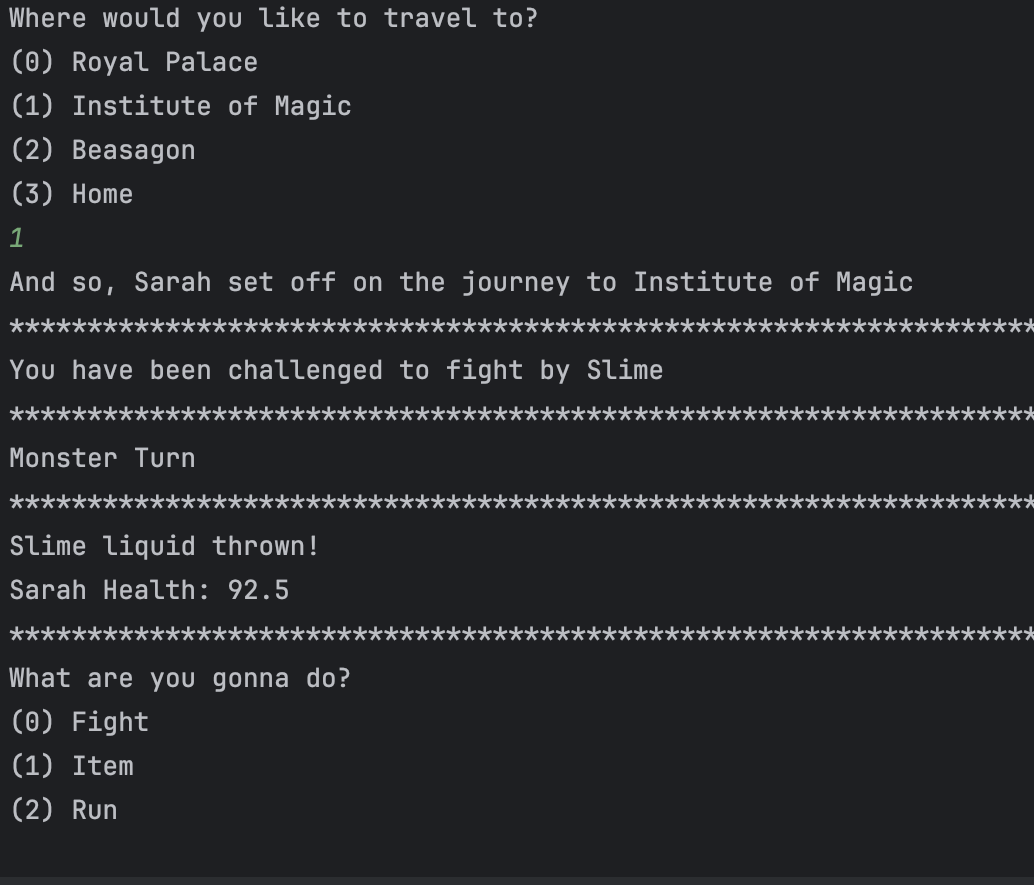 Where would you like to travel to?
(0) Royal Palace
(1) Institute of Magic
(2) Beasagon
(3) Home
1
And so, Sarah set off on the journey to Institute of Magic
******************************************************************
You have been challenged to fight by Slime
******************************************************************
Monster Turn
******************************************************************
Slime liquid thrown!
Sarah Health: 92.5
******************************************************************
What are you gonna do?
(0) Fight
(1) Item
(2) Run